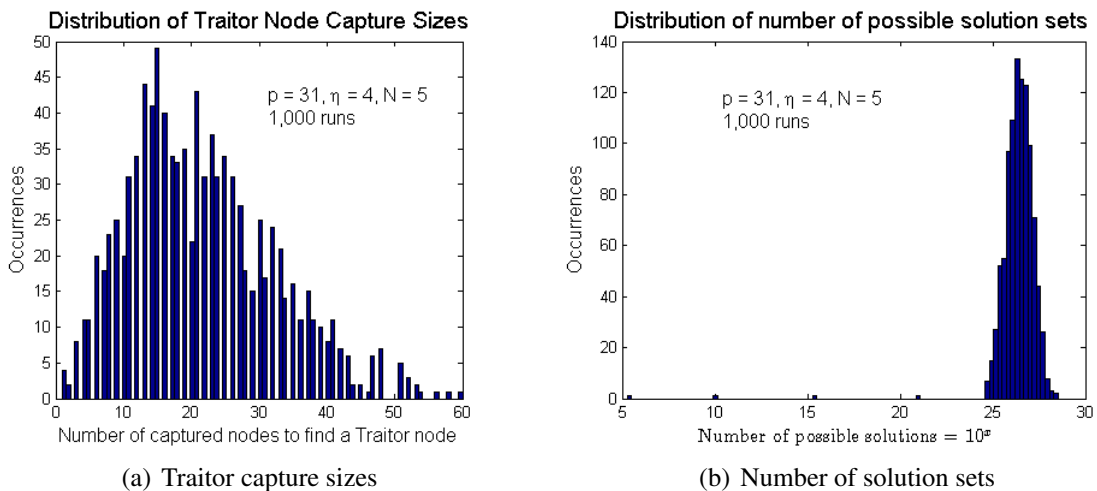 Distribution of Traitor Node Capture Sizes
50
45
40
35
30
25
20
15
10
5
0
Occurrences
p = 31, η = 4, N = 5
1,000 runs
0 10 20 30 40 50 60
Number of captured nodes to find a Traitor node
(a) Traitor capture sizes
Distribution of number of possible solution sets
140
120
100
80
60
40
20
0
Occurrences
p = 31, η = 4, N = 5
1,000 runs
5 10 15 20 25 30
Number of possible solutions = 10^x
(b) Number of solution sets